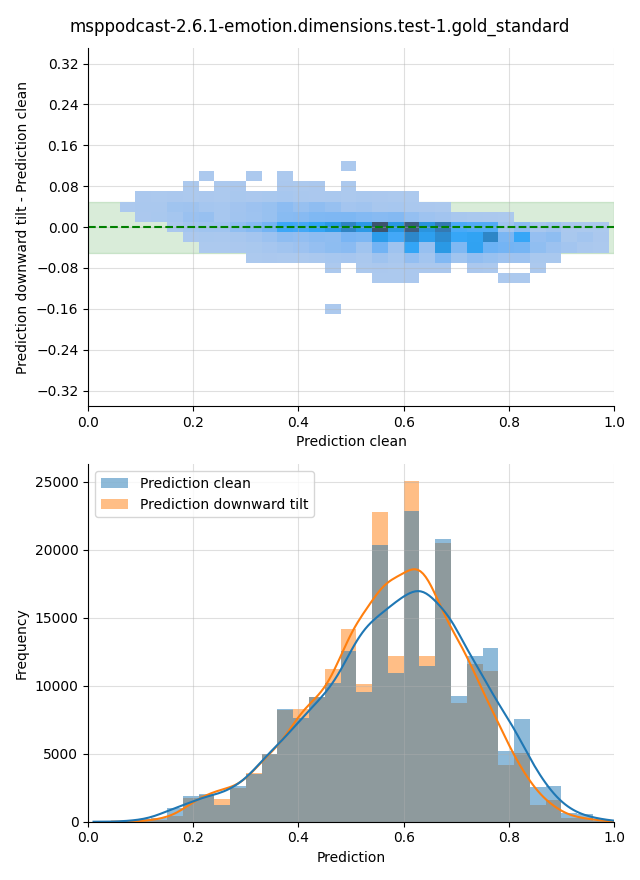 msppodcast-2.6.1-emotion.dimensions.test-1.gold_standard
Prediction downward tilt - Prediction clean
0.32
0.24
0.16
0.08
0.00
−0.08
−0.16
−0.24
−0.32
0.0 0.2 0.4 0.6 0.8 1.0
Prediction clean
Frequency
25000
20000
15000
10000
5000
0
Prediction clean
Prediction downward tilt
0.0 0.2 0.4 0.6 0.8 1.0
Prediction